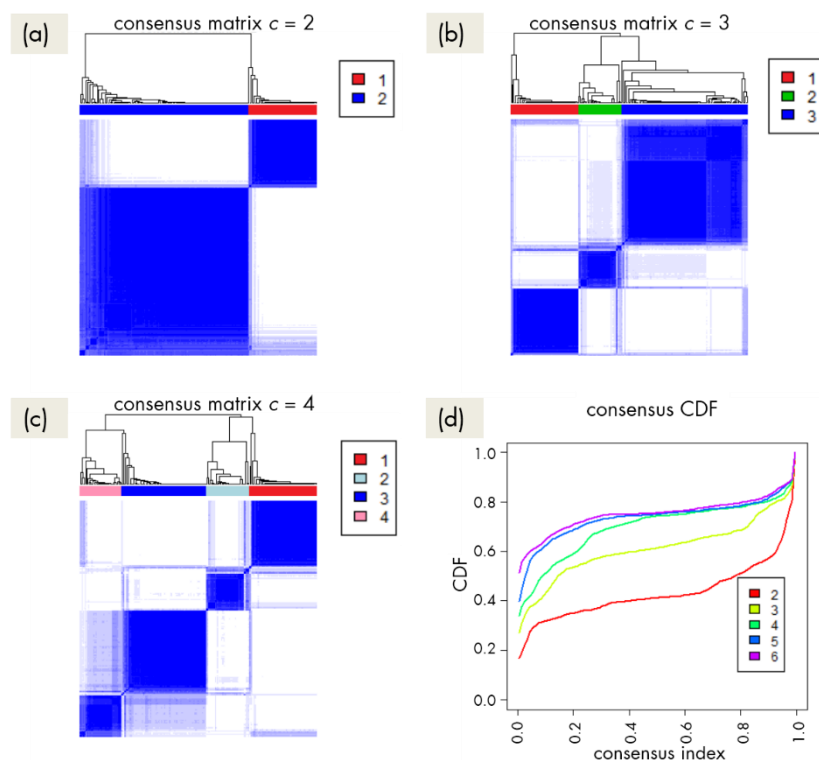 (a)
consensus matrix c = 2
1
2
(b)
consensus matrix c = 3
1
2
3
(c)
consensus matrix c = 4
1
2
3
4
(d)
consensus CDF
CDF
1.0
0.8
0.6
0.4
0.2
0.0
2
3
4
5
6
0.0
0.2
0.4
0.6
0.8
1.0
consensus index